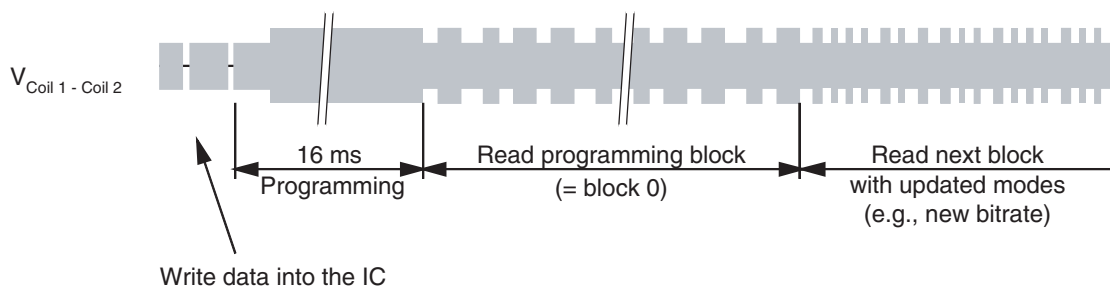 V Coil 1 - Coil 2
16 ms
Programming
Read programming block
(= block 0)
Read next block
with updated modes
(e.g., new bitrate)
Write data into the IC